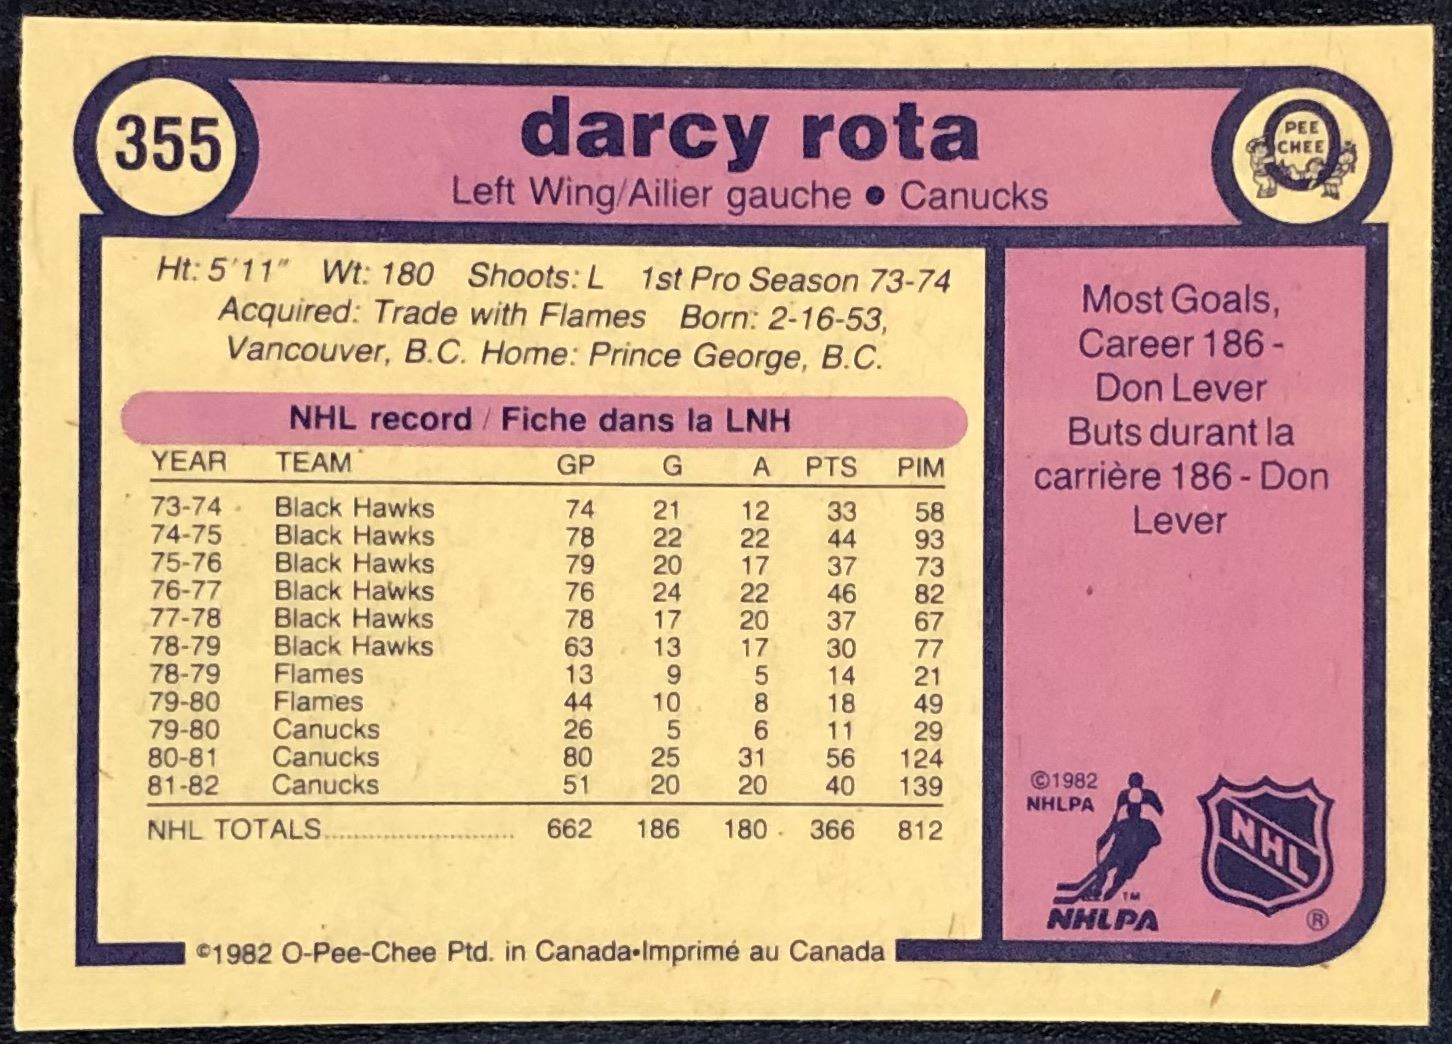 355
darcy rota
PEE
CHEE
Left Wing/Ailier gauche • Canucks
Ht: 5'11" Wt: 180 Shoots: L 1st Pro Season 73-74
Acquired: Trade with Flames Born: 2-16-53,
Vancouver, B.C. Home: Prince George, B.C.
NHL record / Fiche dans la LNH
YEAR TEAM GP G A PTS PIM
73-74 Black Hawks 74 21 12 33 58
74-75 Black Hawks 78 22 22 44 93
75-76 Black Hawks 79 20 17 37 73
76-77 Black Hawks 76 24 22 46 82
77-78 Black Hawks 78 17 20 37 67
78-79 Black Hawks 63 13 17 30 77
78-79 Flames 13 9 5 14 21
79-80 Flames 44 10 8 18 49
79-80 Canucks 26 5 6 11 29
80-81 Canucks 80 25 31 56 124
81-82 Canucks 51 20 20 40 139
NHL TOTALS........................... 662 186 180 366 812
©1982 O-Pee-Chee Ptd. in Canada•Imprimé au Canada
Most Goals,
Career 186 -
Don Lever
Buts durant la
carrière 186 - Don
Lever
©1982
NHLPA
TM
NHLPA
NHL
®